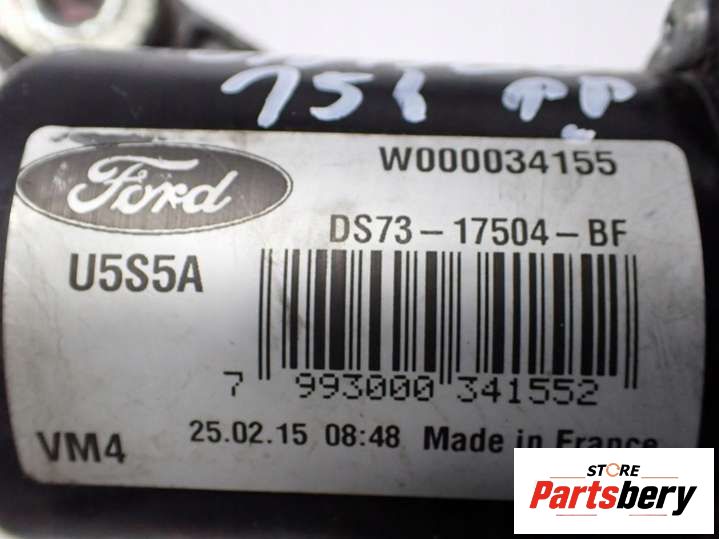 Ford
W000034155
DS73-17504-BF
U5S5A
7 993000 341552
VM4
25.02.15 08:48 Made in France
STORE
Partsbery